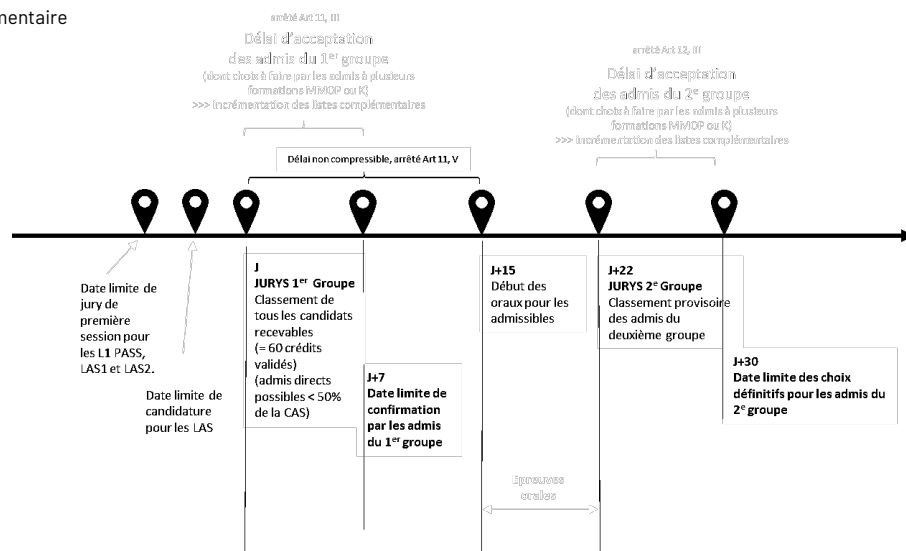 mentaire
arrêté Art 11, III
Délai d'acceptation
des admis du 1er groupe
(dont choix à faire par les admis à plusieurs
formations MMOP ou K)
>>> Incrémentation des listes complémentaires
arrêté Art 12, III
Délai d'acceptation
des admis du 2e groupe
(dont choix à faire par les admis à plusieurs
formations MMOP ou K)
>>> Incrémentation des listes complémentaires
Délai non compressible, arrêté Art 11, V
Date limite de
jury de
première
session pour
les L1 PASS,
LAS1 et LAS2.
Date limite de
candidature
pour les LAS
J
JURYS 1er Groupe
Classement de
tous les candidats
recevables
(= 60 crédits
validés)
(admis directs
possibles < 50%
de la CAS)
J+7
Date limite de
confirmation
par les admis
du 1er groupe
J+15
Début des
oraux pour les
admissibles
J+22
JURYS 2e Groupe
Classement provisoire
des admis du
deuxième groupe
J+30
Date limite des choix
définitifs pour les admis du
2e groupe
Epreuves
orales